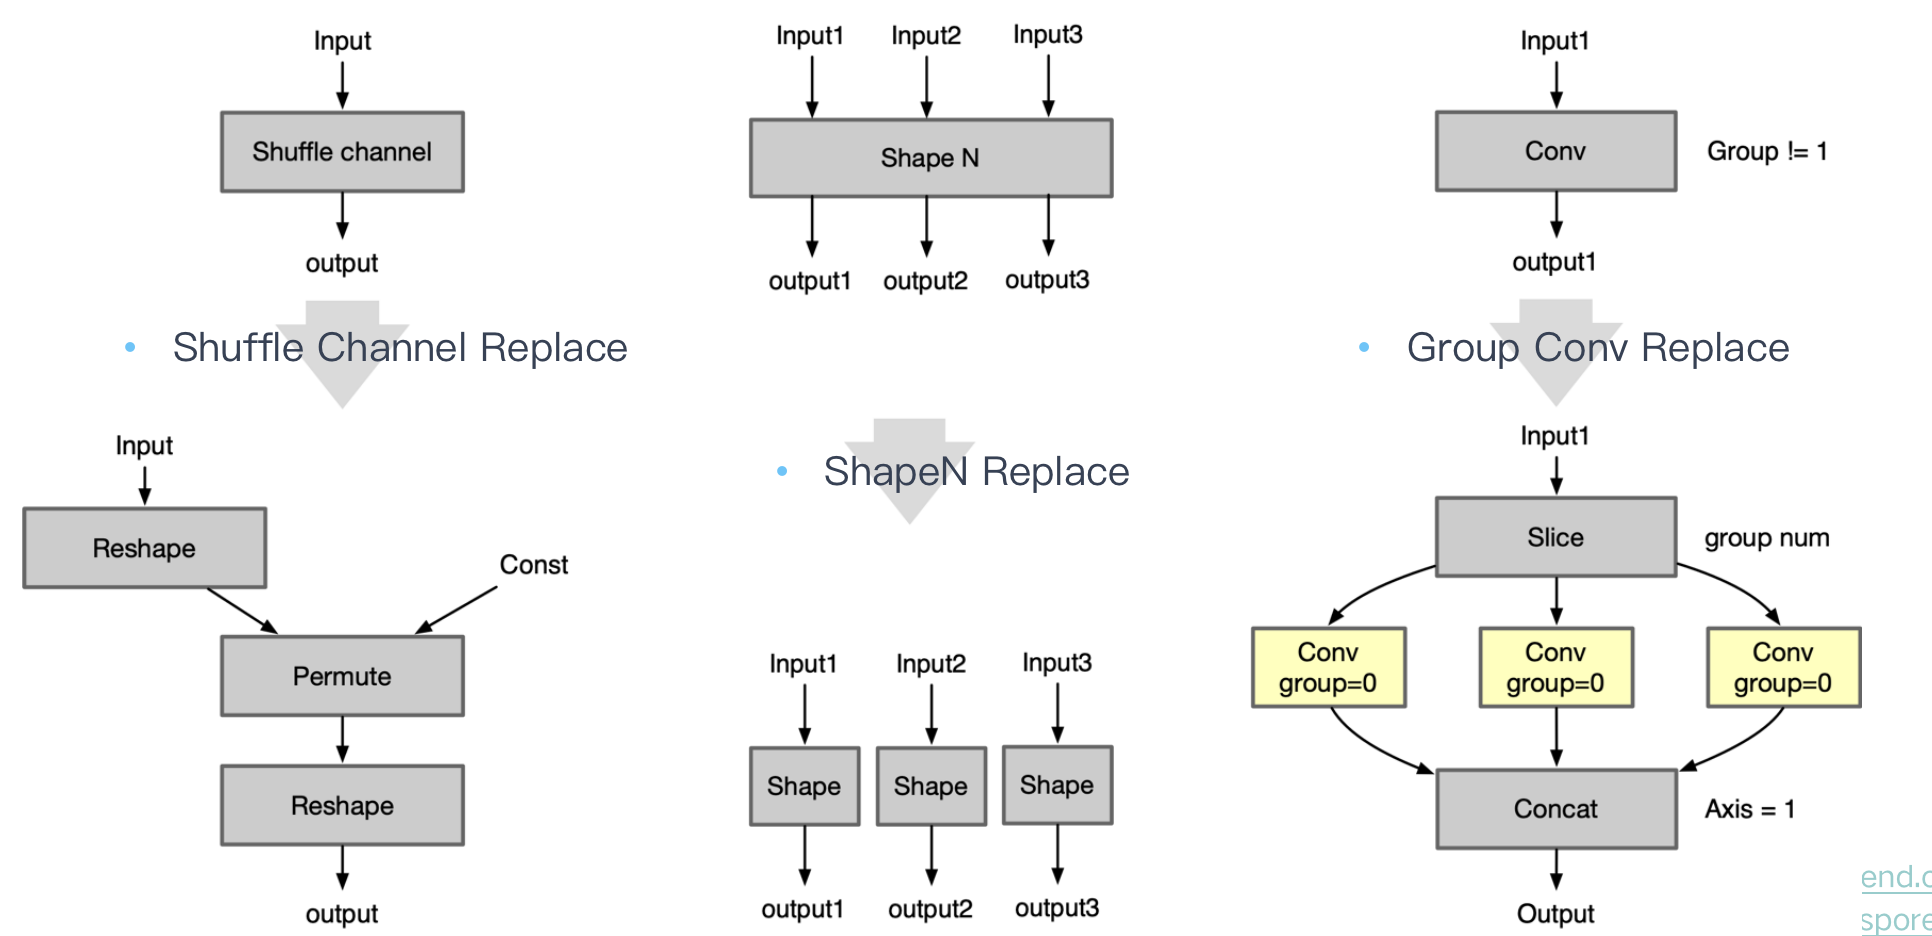 Input
Shuffle channel
output
• Shuffle Channel Replace
Input
Reshape
Const
Permute
Reshape
output
Input1 Input2 Input3
Shape N
output1 output2 output3
• ShapeN Replace
Input1 Input2 Input3
Shape Shape Shape
output1 output2 output3
Input1
Conv Group != 1
output1
• Group Conv Replace
Input1
Slice group num
Conv Conv Conv
group=0 group=0 group=0
Concat Axis = 1
Output